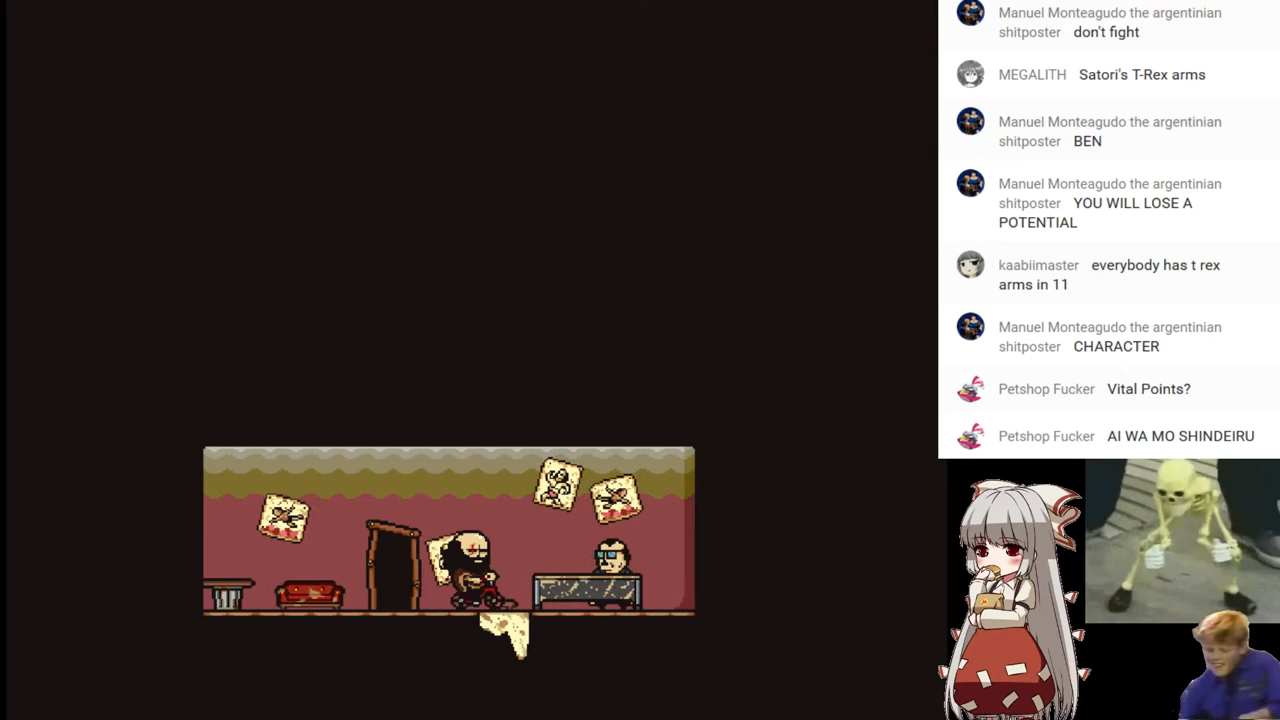 Manuel Monteagudo the argentinian
shitposter don't fight
MEGALITH Satori's T-Rex arms
Manuel Monteagudo the argentinian
shitposter BEN
Manuel Monteagudo the argentinian
shitposter YOU WILL LOSE A
POTENTIAL
kaabiimaster everybody has t rex
arms in 11
Manuel Monteagudo the argentinian
shitposter CHARACTER
Petshop Fucker Vital Points?
Petshop Fucker AI WA MO SHINDEIRU